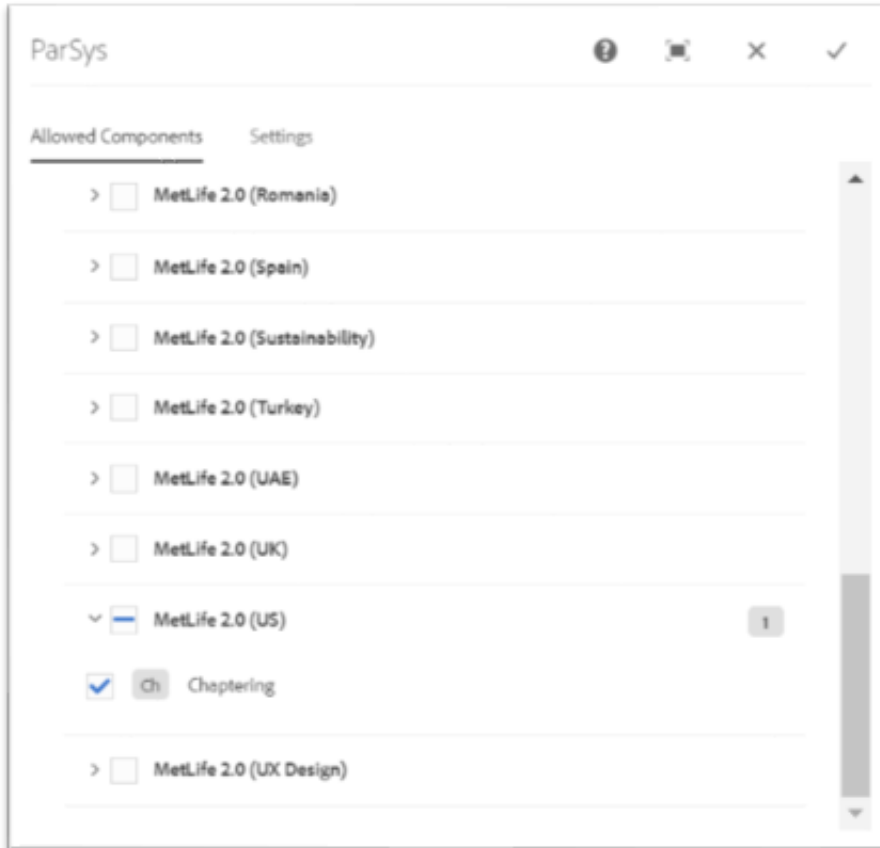 ParSys
Allowed Components Settings
MetLife 2.0 (Romania)
MetLife 2.0 (Spain)
MetLife 2.0 (Sustainability)
MetLife 2.0 (Turkey)
MetLife 2.0 (UAE)
MetLife 2.0 (UK)
MetLife 2.0 (US) 1
Ch Chaptering
MetLife 2.0 (UX Design)